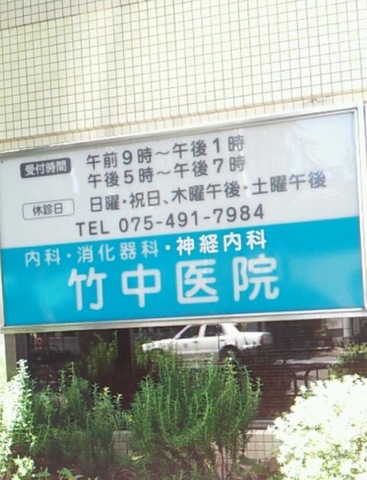 受付時間 午前9時～午後1時
午後5時～午後7時
休診日 日曜・祝日、木曜午後・土曜午後
TEL 075-491-7984
内科・消化器科・神経内科
竹中医院